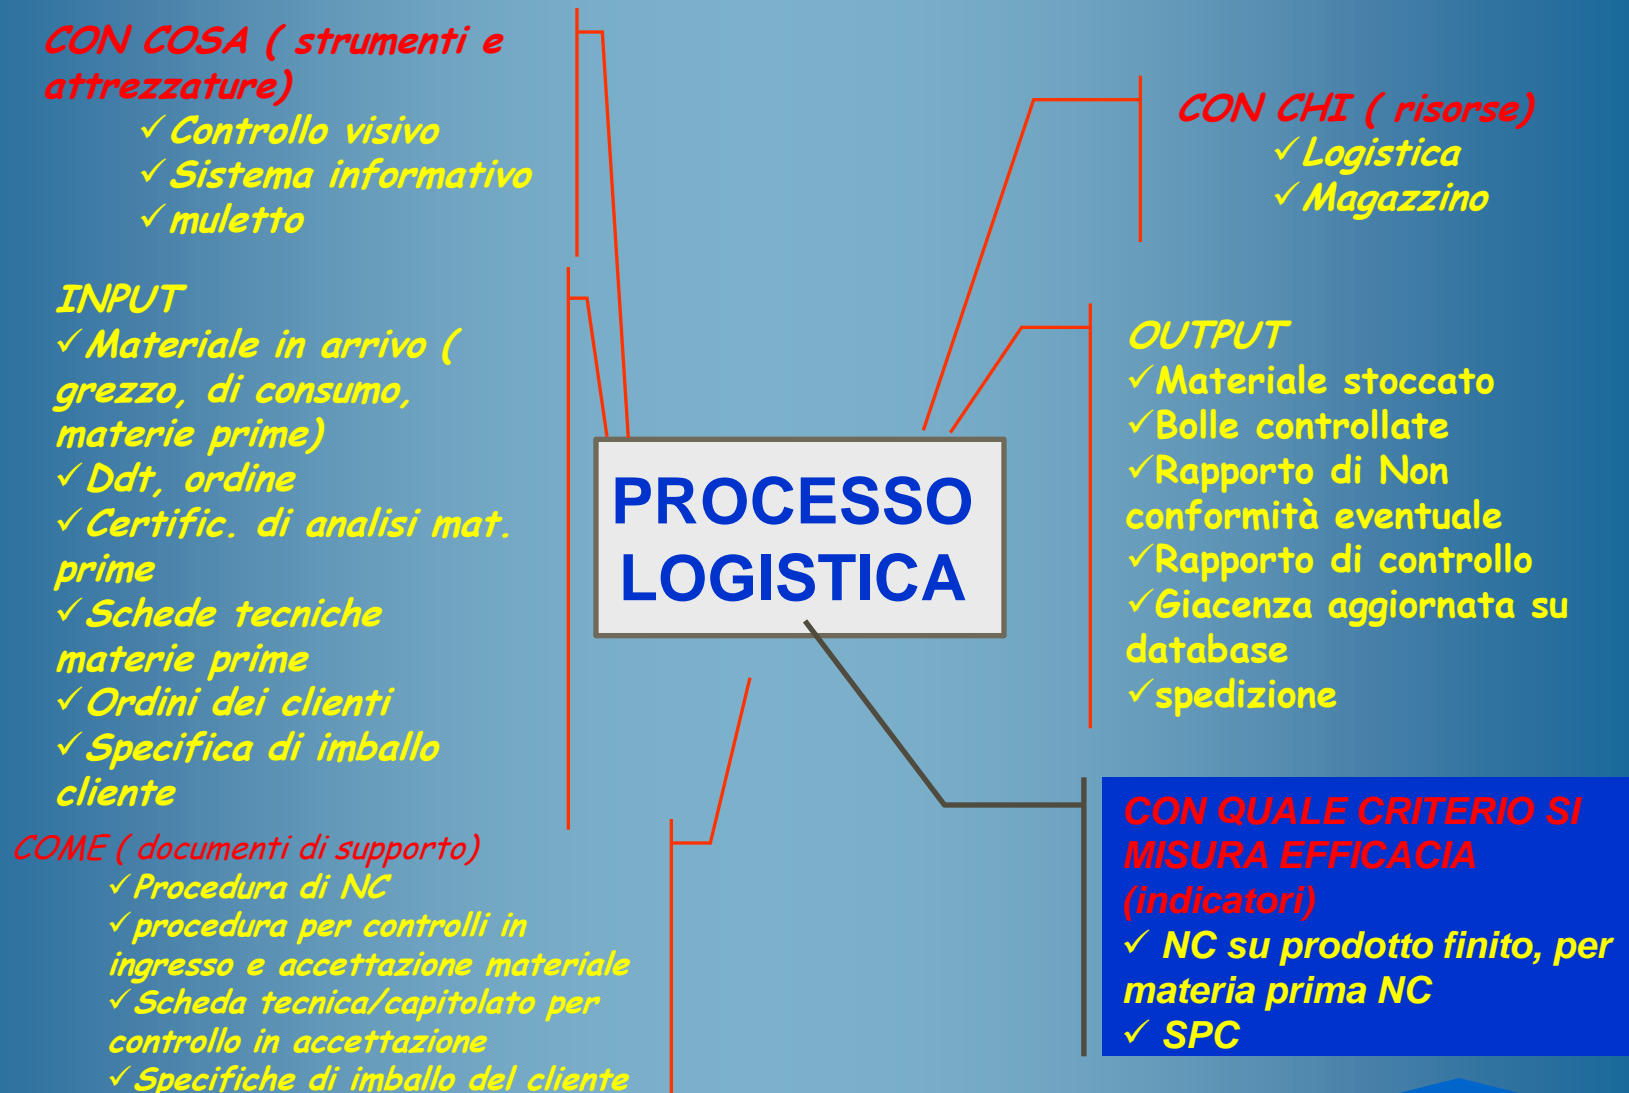 CON COSA ( strumenti e
attrezzature)
✓Controllo visivo
✓Sistema informativo
✓muletto
INPUT
✓Materiale in arrivo (
grezzo, di consumo,
materie prime)
✓Ddt, ordine
✓Certific. di analisi mat.
prime
✓Schede tecniche
materie prime
✓Ordini dei clienti
✓Specifica di imballo
cliente
COME ( documenti di supporto)
✓Procedura di NC
✓procedura per controlli in
ingresso e accettazione materiale
✓Scheda tecnica/capitolato per
controllo in accettazione
✓Specifiche di imballo del cliente
PROCESSO
LOGISTICA
CON CHI ( risorse)
✓Logistica
✓Magazzino
OUTPUT
✓Materiale stoccato
✓Bolle controllate
✓Rapporto di Non
conformità eventuale
✓Rapporto di controllo
✓Giacenza aggiornata su
database
✓spedizione
CON QUALE CRITERIO SI
MISURA EFFICACIA
(indicatori)
✓ NC su prodotto finito, per
materia prima NC
✓ SPC